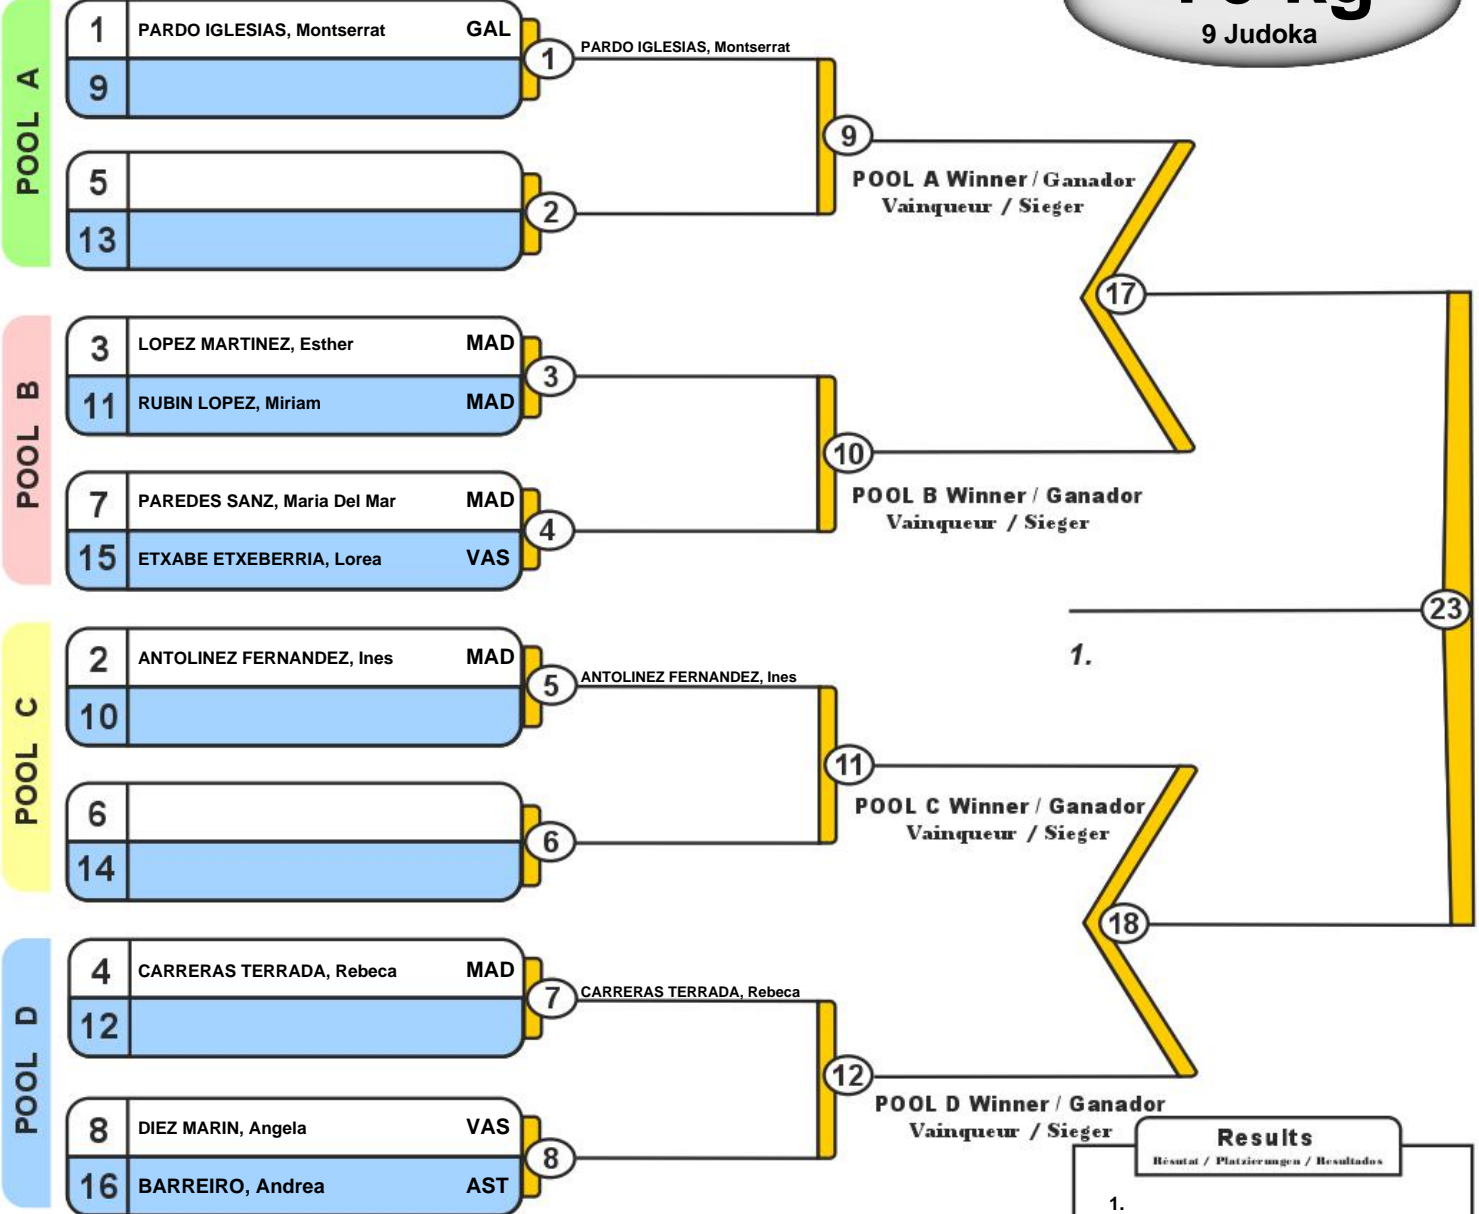 kg
9 Judoka
POOL A
1 PARDO IGLESIAS, Montserrat GAL
9
1
PARDO IGLESIAS, Montserrat
5
13
2
9
POOL A Winner / Ganador
Vainqueur / Sieger
POOL B
3 LOPEZ MARTINEZ, Esther MAD
11 RUBIN LOPEZ, Miriam MAD
3
7 PAREDES SANZ, Maria Del Mar MAD
15 ETXABE ETXEBERRIA, Lorea VAS
4
10
POOL B Winner / Ganador
Vainqueur / Sieger
17
23
1.
POOL C
2 ANTOLINEZ FERNANDEZ, Ines MAD
10
5
ANTOLINEZ FERNANDEZ, Ines
6
14
6
11
POOL C Winner / Ganador
Vainqueur / Sieger
18
POOL D
4 CARRERAS TERRADA, Rebeca MAD
12
7
CARRERAS TERRADA, Rebeca
8 DIEZ MARIN, Angela VAS
16 BARREIRO, Andrea AST
8
12
POOL D Winner / Ganador
Vainqueur / Sieger
Results
Résutat / Platzierungen / Resultados
1.